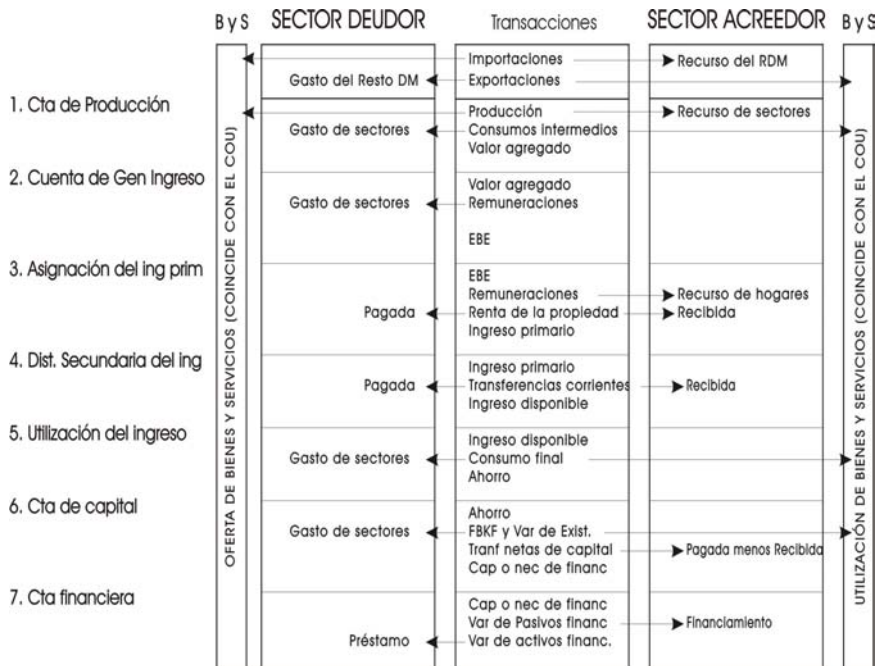 B y S SECTOR DEUDOR Transacciones SECTOR ACREEDOR B y S
Importaciones Recurso del RDM
Gasto del Resto DM Exportaciones
1. Cta de Producción
Producción Recurso de sectores
Gasto de sectores Consumos intermedios
Valor agregado
2. Cuenta de Gen Ingreso
Valor agregado
Gasto de sectores Remuneraciones
EBE
3. Asignación del ing prim
EBE
Remuneraciones Recurso de hogares
Pagada Renta de la propiedad Recibida
Ingreso primario
4. Dist. Secundaria del ing
Ingreso primario
Pagada Transferencias corrientes Recibida
Ingreso disponible
5. Utilización del ingreso
Ingreso disponible
Gasto de sectores Consumo final
Ahorro
6. Cta de capital
Ahorro
Gasto de sectores FBKF y Var de Exist.
Tranf netas de capital Pagada menos Recibida
Cap o nec de financ
7. Cta financiera
Cap o nec de financ
Var de Pasivos financ Financiamiento
Préstamo Var de activos financ.
OFERTA DE BIENES Y SERVICIOS (COINCIDE CON EL COU)
UTILIZACIÓN DE BIENES Y SERVICIOS (COINCIDE CON EL COU)